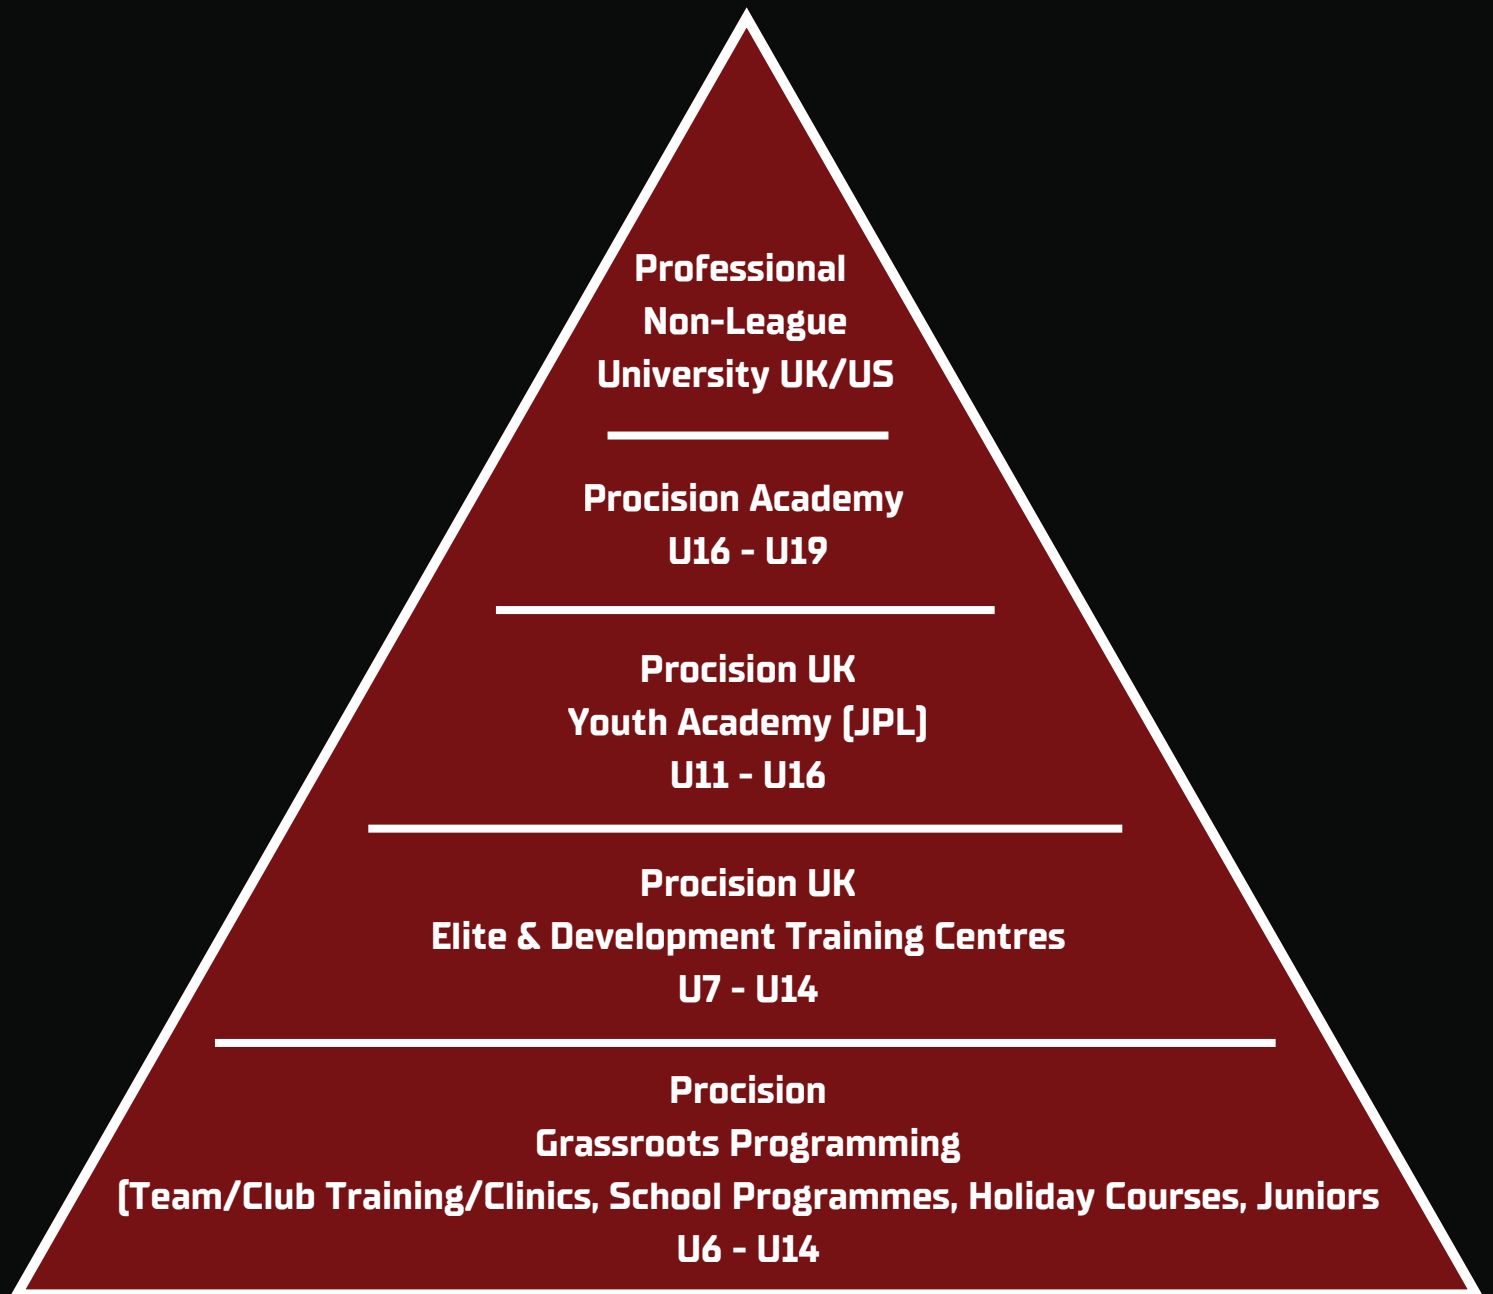 Professional
Non-League
University UK/US
Procision Academy
U16 - U19
Procision UK
Youth Academy (JPL)
U11 - U16
Procision UK
Elite & Development Training Centres
U7 - U14
Procision
Grassroots Programming
(Team/Club Training/Clinics, School Programmes, Holiday Courses, Juniors
U6 - U14